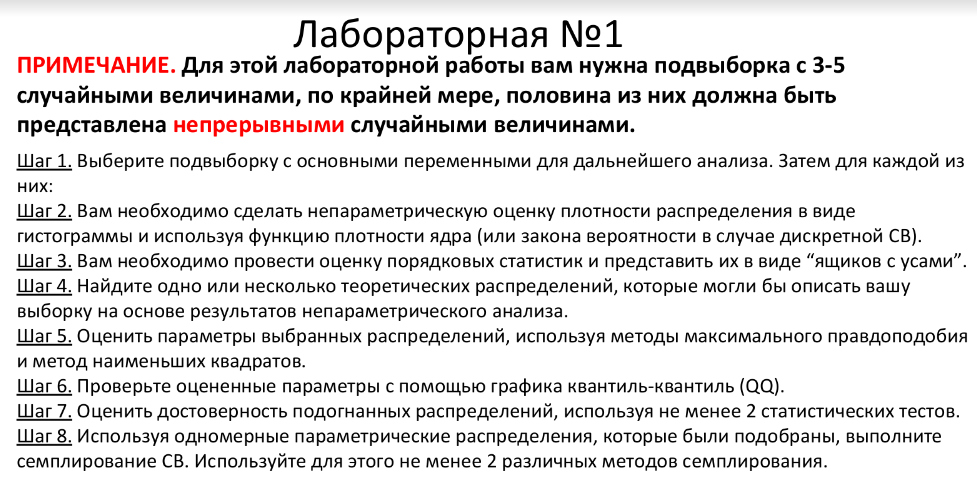 Лабораторная №1
ПРИМЕЧАНИЕ. Для этой лабораторной работы вам нужна подвыборка с 3-5
случайными величинами, по крайней мере, половина из них должна быть
представлена непрерывными случайными величинами.
Шаг 1. Выберите подвыборку с основными переменными для дальнейшего анализа. Затем для каждой из
них:
Шаг 2. Вам необходимо сделать непараметрическую оценку плотности распределения в виде
гистограммы и используя функцию плотности ядра (или закона вероятности в случае дискретной СВ).
Шаг 3. Вам необходимо провести оценку порядковых статистик и представить их в виде “ящиков с усами”.
Шаг 4. Найдите одно или несколько теоретических распределений, которые могли бы описать вашу
выборку на основе результатов непараметрического анализа.
Шаг 5. Оценить параметры выбранных распределений, используя методы максимального правдоподобия
и метод наименьших квадратов.
Шаг 6. Проверьте оцененные параметры с помощью графика квантиль-квантиль (QQ).
Шаг 7. Оценить достоверность подогнанных распределений, используя не менее 2 статистических тестов.
Шаг 8. Используя одномерные параметрические распределения, которые были подобраны, выполните
семплирование СВ. Используйте для этого не менее 2 различных методов семплирования.